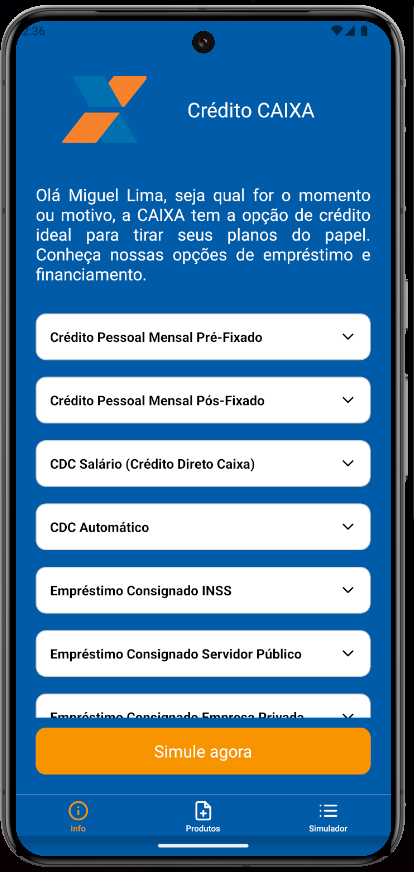 2:36
Crédito CAIXA
Olá Miguel Lima, seja qual for o momento
ou motivo, a CAIXA tem a opção de crédito
ideal para tirar seus planos do papel.
Conheça nossas opções de empréstimo e
financiamento.
Crédito Pessoal Mensal Pré-Fixado
Crédito Pessoal Mensal Pós-Fixado
CDC Salário (Crédito Direto Caixa)
CDC Automático
Empréstimo Consignado INSS
Empréstimo Consignado Servidor Público
Empréstimo Consignado Empresa Privada
Simule agora
Info
Produtos
Simulador